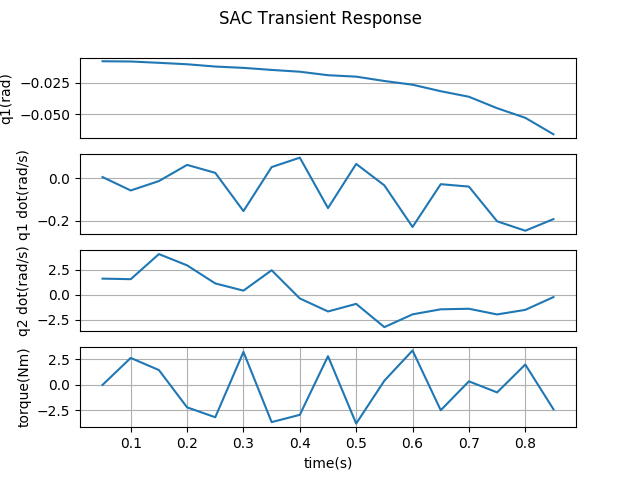 SAC Transient Response
q1(rad)
−0.025
−0.050
q1 dot(rad/s)
0.0
−0.2
q2 dot(rad/s)
2.5
0.0
−2.5
torque(Nm)
2.5
0.0
−2.5
0.1 0.2 0.3 0.4 0.5 0.6 0.7 0.8
time(s)